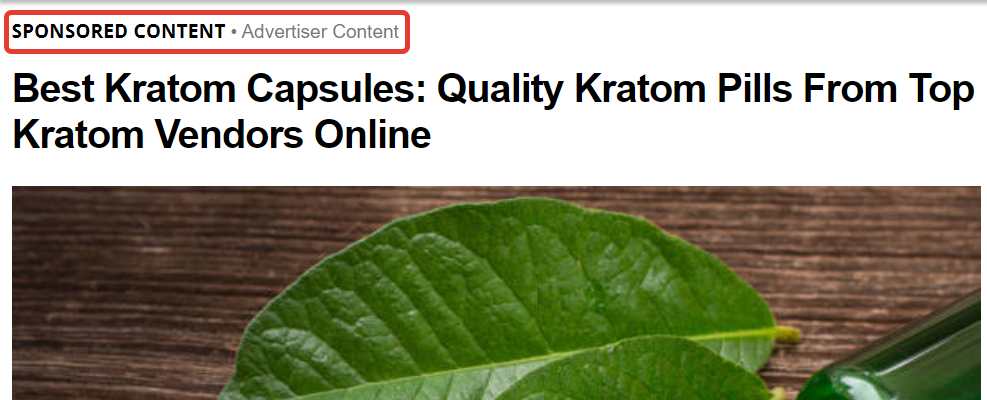 SPONSORED CONTENT • Advertiser Content
Best Kratom Capsules: Quality Kratom Pills From Top
Kratom Vendors Online